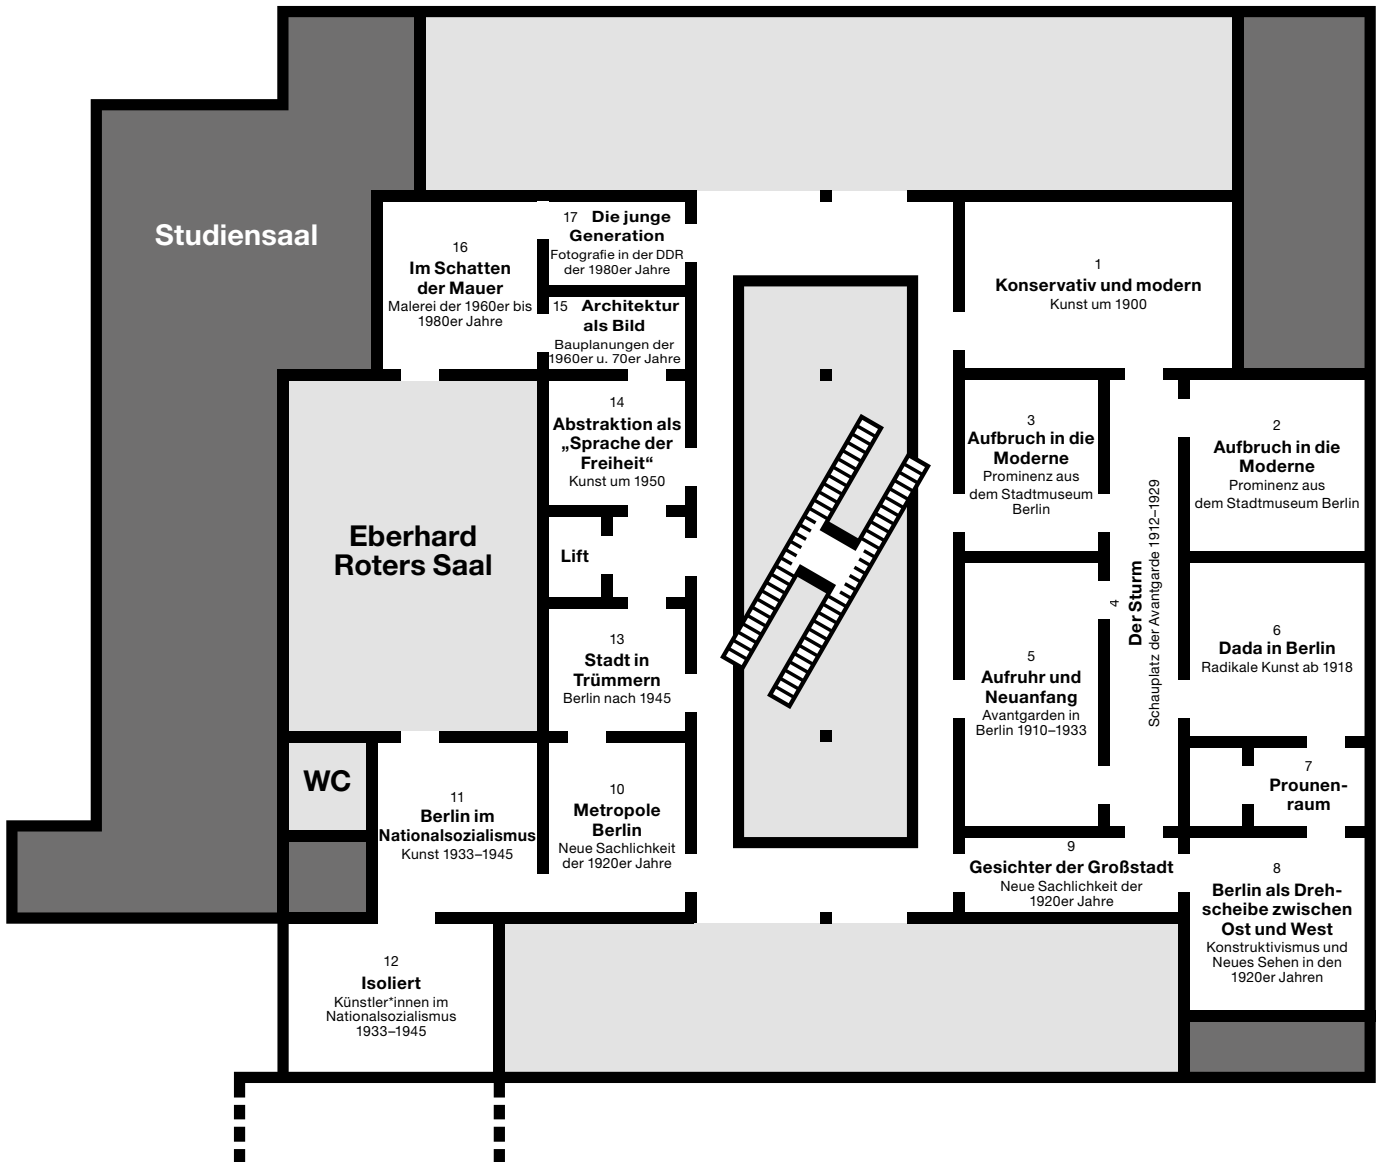 Studiensaal
16
Im Schatten
der Mauer
Malerei der 1960er bis
1980er Jahre
17 Die junge
Generation
Fotografie in der DDR
der 1980er Jahre
15 Architektur
als Bild
Bauplanungen der
1960er u. 70er Jahre
1
Konservativ und modern
Kunst um 1900
14
Abstraktion als
„Sprache der
Freiheit“
Kunst um 1950
3
Aufbruch in die
Moderne
Prominenz aus
dem Stadtmuseum
Berlin
2
Aufbruch in die
Moderne
Prominenz aus
dem Stadtmuseum Berlin
Eberhard
Roters Saal
Lift
4
Der Sturm
Schauplatz der Avantgarde 1912–1929
13
Stadt in
Trümmern
Berlin nach 1945
5
Aufruhr und
Neuanfang
Avantgarden in
Berlin 1910–1933
6
Dada in Berlin
Radikale Kunst ab 1918
WC
11
Berlin im
Nationalsozialismus
Kunst 1933–1945
10
Metropole
Berlin
Neue Sachlichkeit
der 1920er Jahre
7
Prounen-
raum
9
Gesichter der Großstadt
Neue Sachlichkeit der
1920er Jahre
8
Berlin als Dreh-
scheibe zwischen
Ost und West
Konstruktivismus und
Neues Sehen in den
1920er Jahren
12
Isoliert
Künstler*innen im
Nationalsozialismus
1933–1945